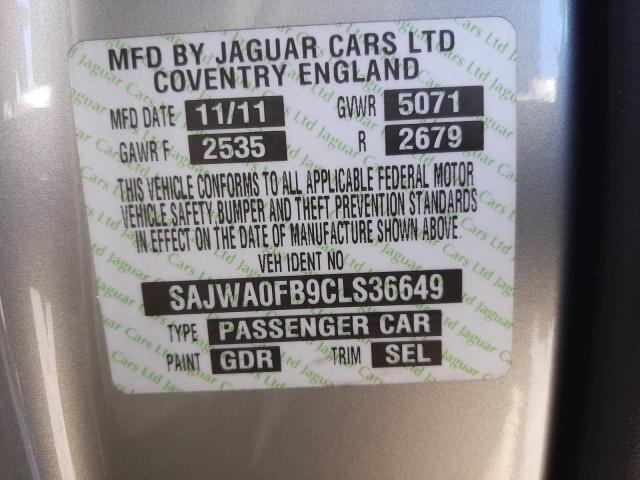 MFD BY JAGUAR CARS LTD
COVENTRY ENGLAND
MFD DATE 11/11 GVWR 5071
GAWR F 2535 R 2679
THIS VEHICLE CONFORMS TO ALL APPLICABLE FEDERAL MOTOR
VEHICLE SAFETY, BUMPER AND THEFT PREVENTION STANDARDS
IN EFFECT ON THE DATE OF MANUFACTURE SHOWN ABOVE.
VEH IDENT NO
SAJWA0FB9CLS36649
TYPE PASSENGER CAR
PAINT GDR TRIM SEL